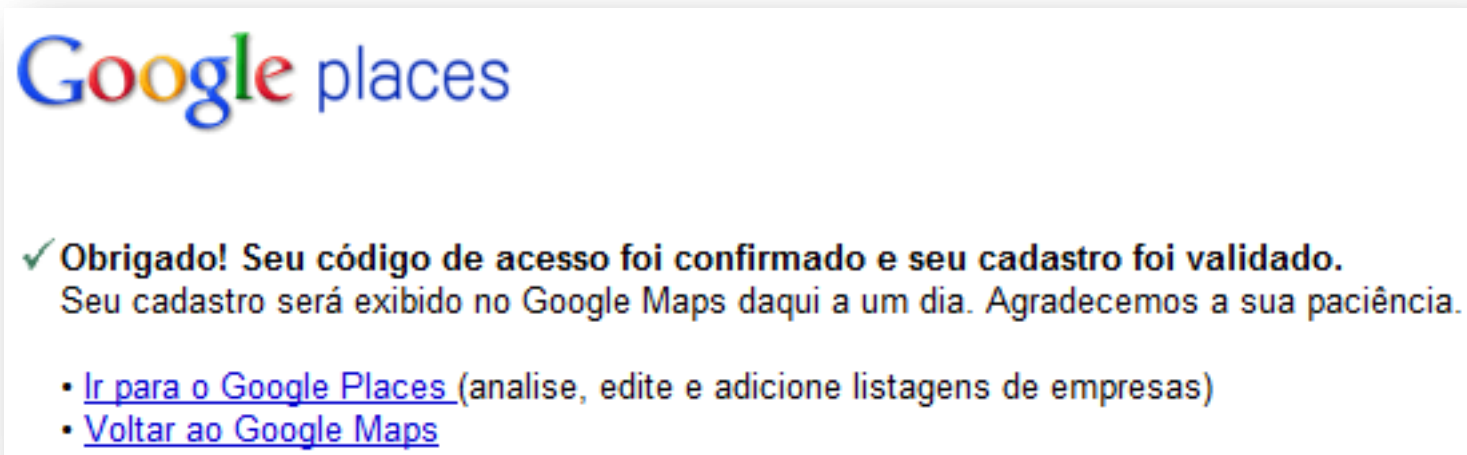 Google places
✓ Obrigado! Seu código de acesso foi confirmado e seu cadastro foi validado.
Seu cadastro será exibido no Google Maps daqui a um dia. Agradecemos a sua paciência.
• Ir para o Google Places (analise, edite e adicione listagens de empresas)
• Voltar ao Google Maps